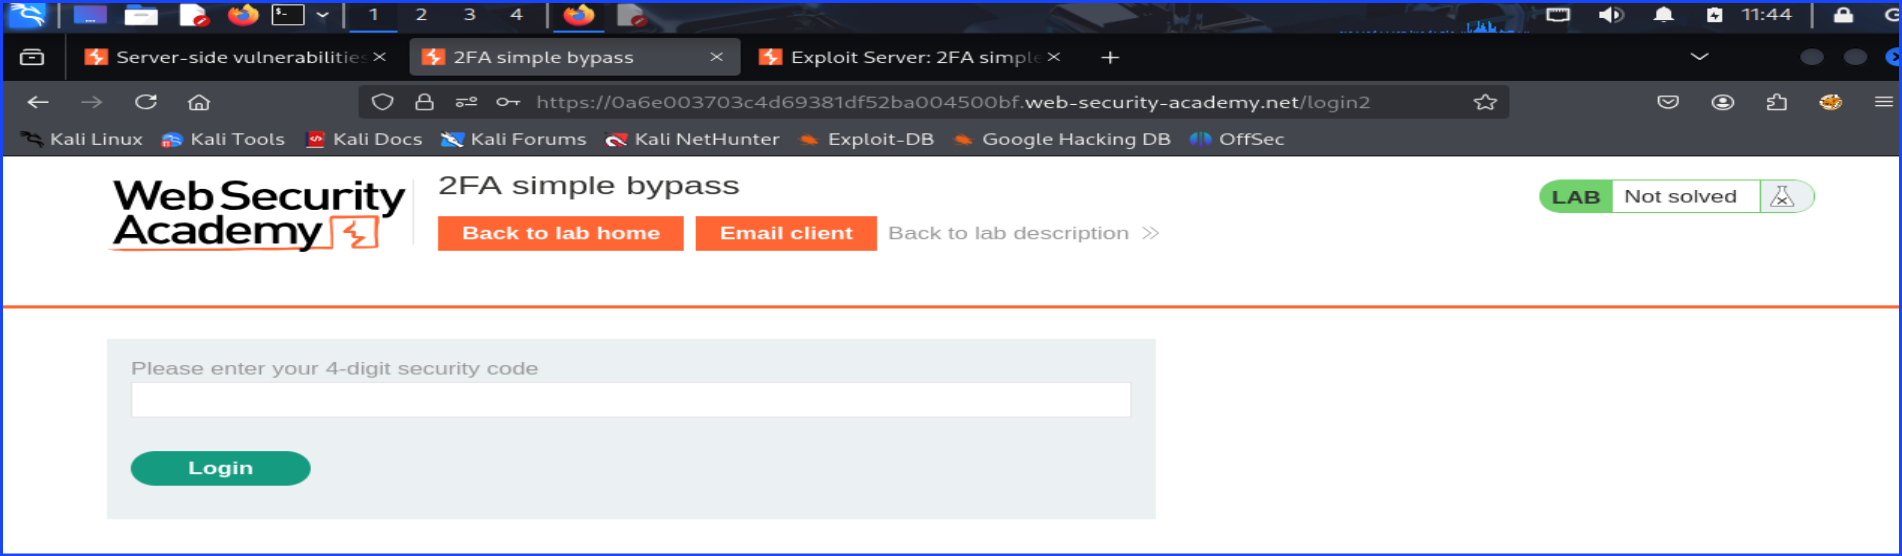 1 2 3 4 11:44
Server-side vulnerabilities 2FA simple bypass Exploit Server: 2FA simple
https://0a6e003703c4d69381df52ba004500bf.web-security-academy.net/login2
Kali Linux Kali Tools Kali Docs Kali Forums Kali NetHunter Exploit-DB Google Hacking DB OffSec
Web Security
Academy
2FA simple bypass
Back to lab home Email client Back to lab description
LAB Not solved
Please enter your 4-digit security code
Login